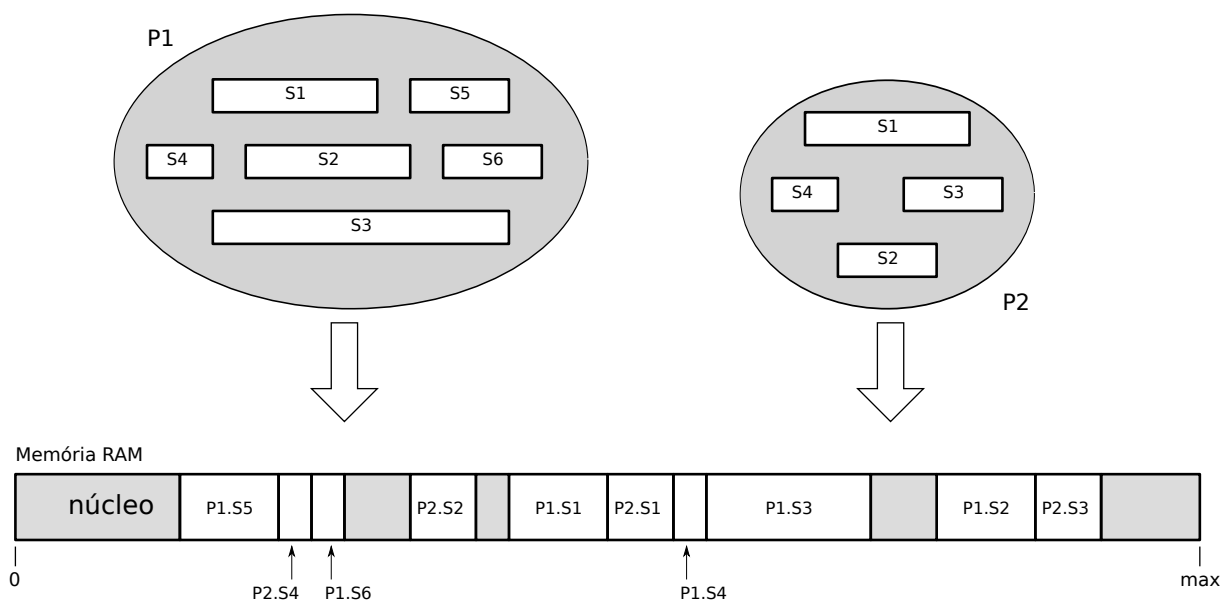 P1
S1
S5
S4
S2
S6
S3
S1
S4
S3
S2
P2
Memória RAM
núcleo
P1.S5
P2.S2
P1.S1
P2.S1
P1.S3
P1.S2
P2.S3
0
P2.S4
P1.S6
P1.S4
max